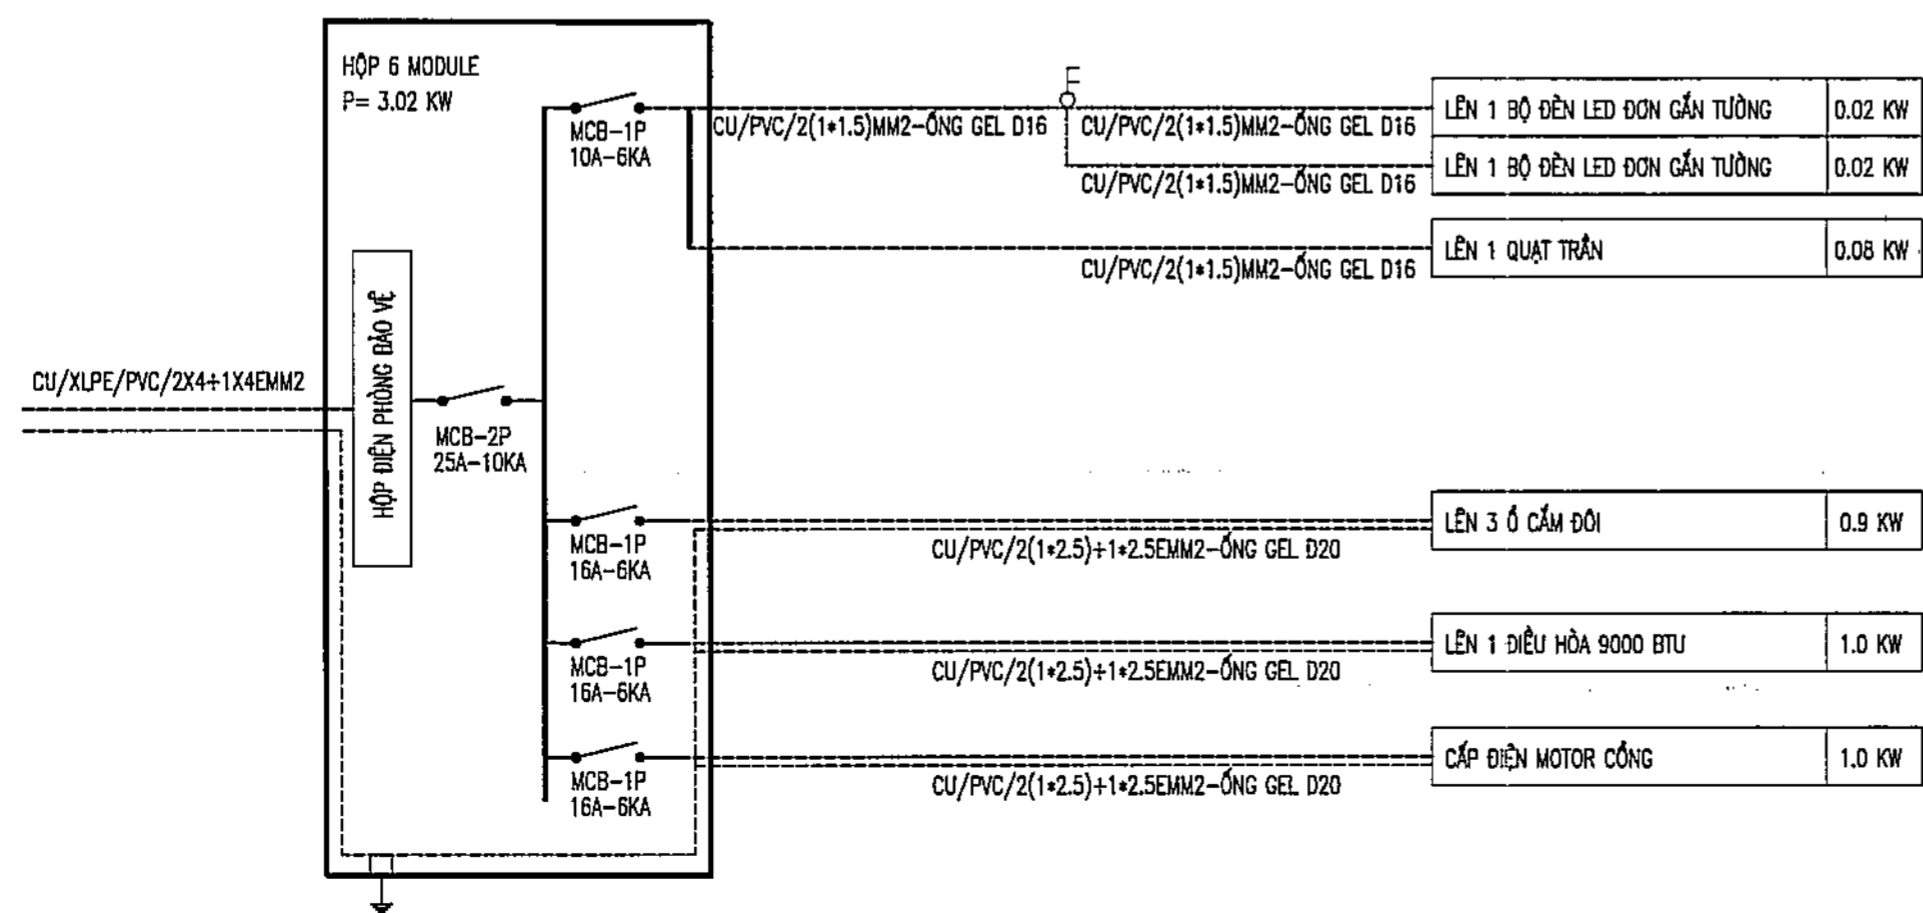 HỘP 6 MODULE
P= 3.02 KW
MCB-1P
10A-6KA
CU/PVC/2(1*1.5)MM2-ỐNG GEL D16
F
CU/PVC/2(1*1.5)MM2-ỐNG GEL D16
LÊN 1 BỘ ĐÈN LED ĐƠN GẮN TƯỜNG 0.02 KW
CU/PVC/2(1*1.5)MM2-ỐNG GEL D16
LÊN 1 BỘ ĐÈN LED ĐƠN GẮN TƯỜNG 0.02 KW
CU/PVC/2(1*1.5)MM2-ỐNG GEL D16
LÊN 1 QUẠT TRẦN 0.08 KW
CU/XLPE/PVC/2X4+1X4EMM2
HỘP ĐIỆN PHÒNG BẢO VỆ
MCB-2P
25A-10KA
MCB-1P
16A-6KA
CU/PVC/2(1*2.5)+1*2.5EMM2-ỐNG GEL D20
LÊN 3 Ổ CẮM ĐÔI 0.9 KW
MCB-1P
16A-6KA
CU/PVC/2(1*2.5)+1*2.5EMM2-ỐNG GEL D20
LÊN 1 ĐIỀU HÒA 9000 BTU 1.0 KW
MCB-1P
16A-6KA
CU/PVC/2(1*2.5)+1*2.5EMM2-ỐNG GEL D20
CẤP ĐIỆN MOTOR CỔNG 1.0 KW